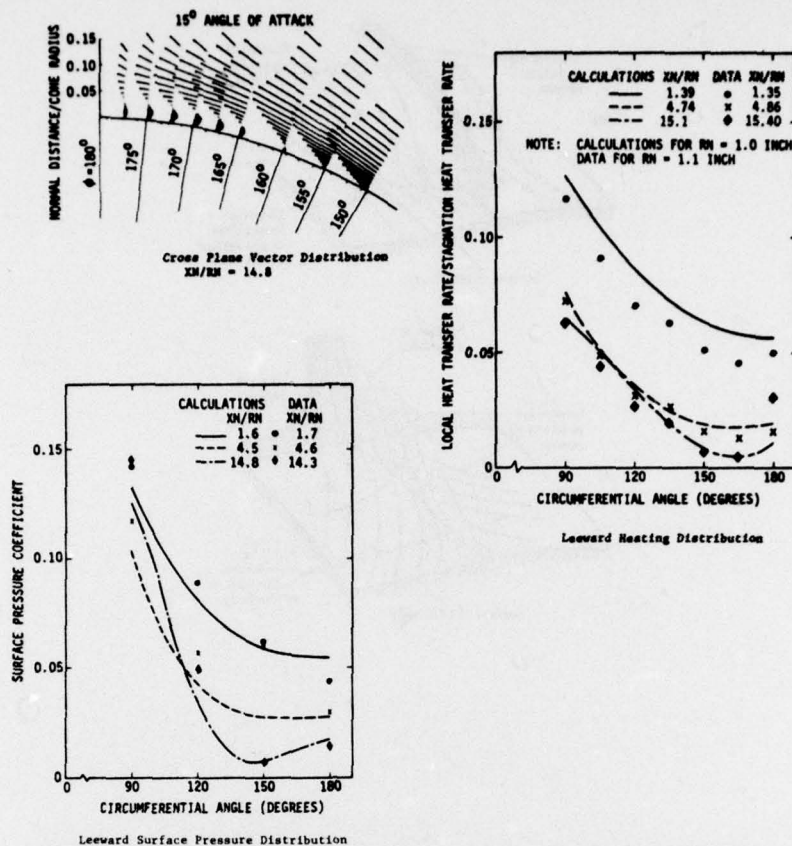 15° ANGLE OF ATTACK
NORMAL DISTANCE/CONE RADIUS
0.15
0.10
0.05
ϕ =180°
175°
170°
165°
160°
155°
150°
Cross Plane Vector Distribution
XN/RN = 14.8
LOCAL HEAT TRANSFER RATE/STAGNATION HEAT TRANSFER RATE
CALCULATIONS XN/RN DATA XN/RN
1.39 • 1.35
4.74 x 4.86
15.1 ♦ 15.40
NOTE: CALCULATIONS FOR RN = 1.0 INCH
DATA FOR RN = 1.1 INCH
0.15
0.10
0.05
0
0 90 120 150 180
CIRCUMFERENTIAL ANGLE (DEGREES)
Leeward Heating Distribution
SURFACE PRESSURE COEFFICIENT
CALCULATIONS DATA
XN/RN XN/RN
1.6 • 1.7
4.5 x 4.6
14.8 ♦ 14.3
0.15
0.10
0.05
0
0 90 120 150 180
CIRCUMFERENTIAL ANGLE (DEGREES)
Leeward Surface Pressure Distribution